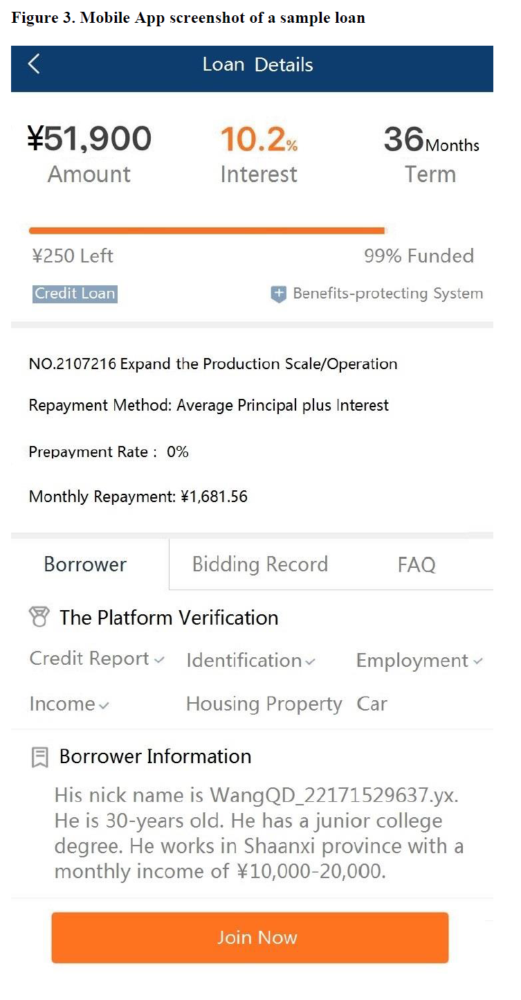 Figure 3. Mobile App screenshot of a sample loan
Loan Details
¥51,900 10.2% 36Months
Amount Interest Term
¥250 Left 99% Funded
Credit Loan Benefits-protecting System
NO.2107216 Expand the Production Scale/Operation
Repayment Method: Average Principal plus Interest
Prepayment Rate : 0%
Monthly Repayment: ¥1,681.56
Borrower Bidding Record FAQ
The Platform Verification
Credit Report Identification Employment
Income Housing Property Car
Borrower Information
His nick name is WangQD_22171529637.yx.
He is 30-years old. He has a junior college
degree. He works in Shaanxi province with a
monthly income of ¥10,000-20,000.
Join Now